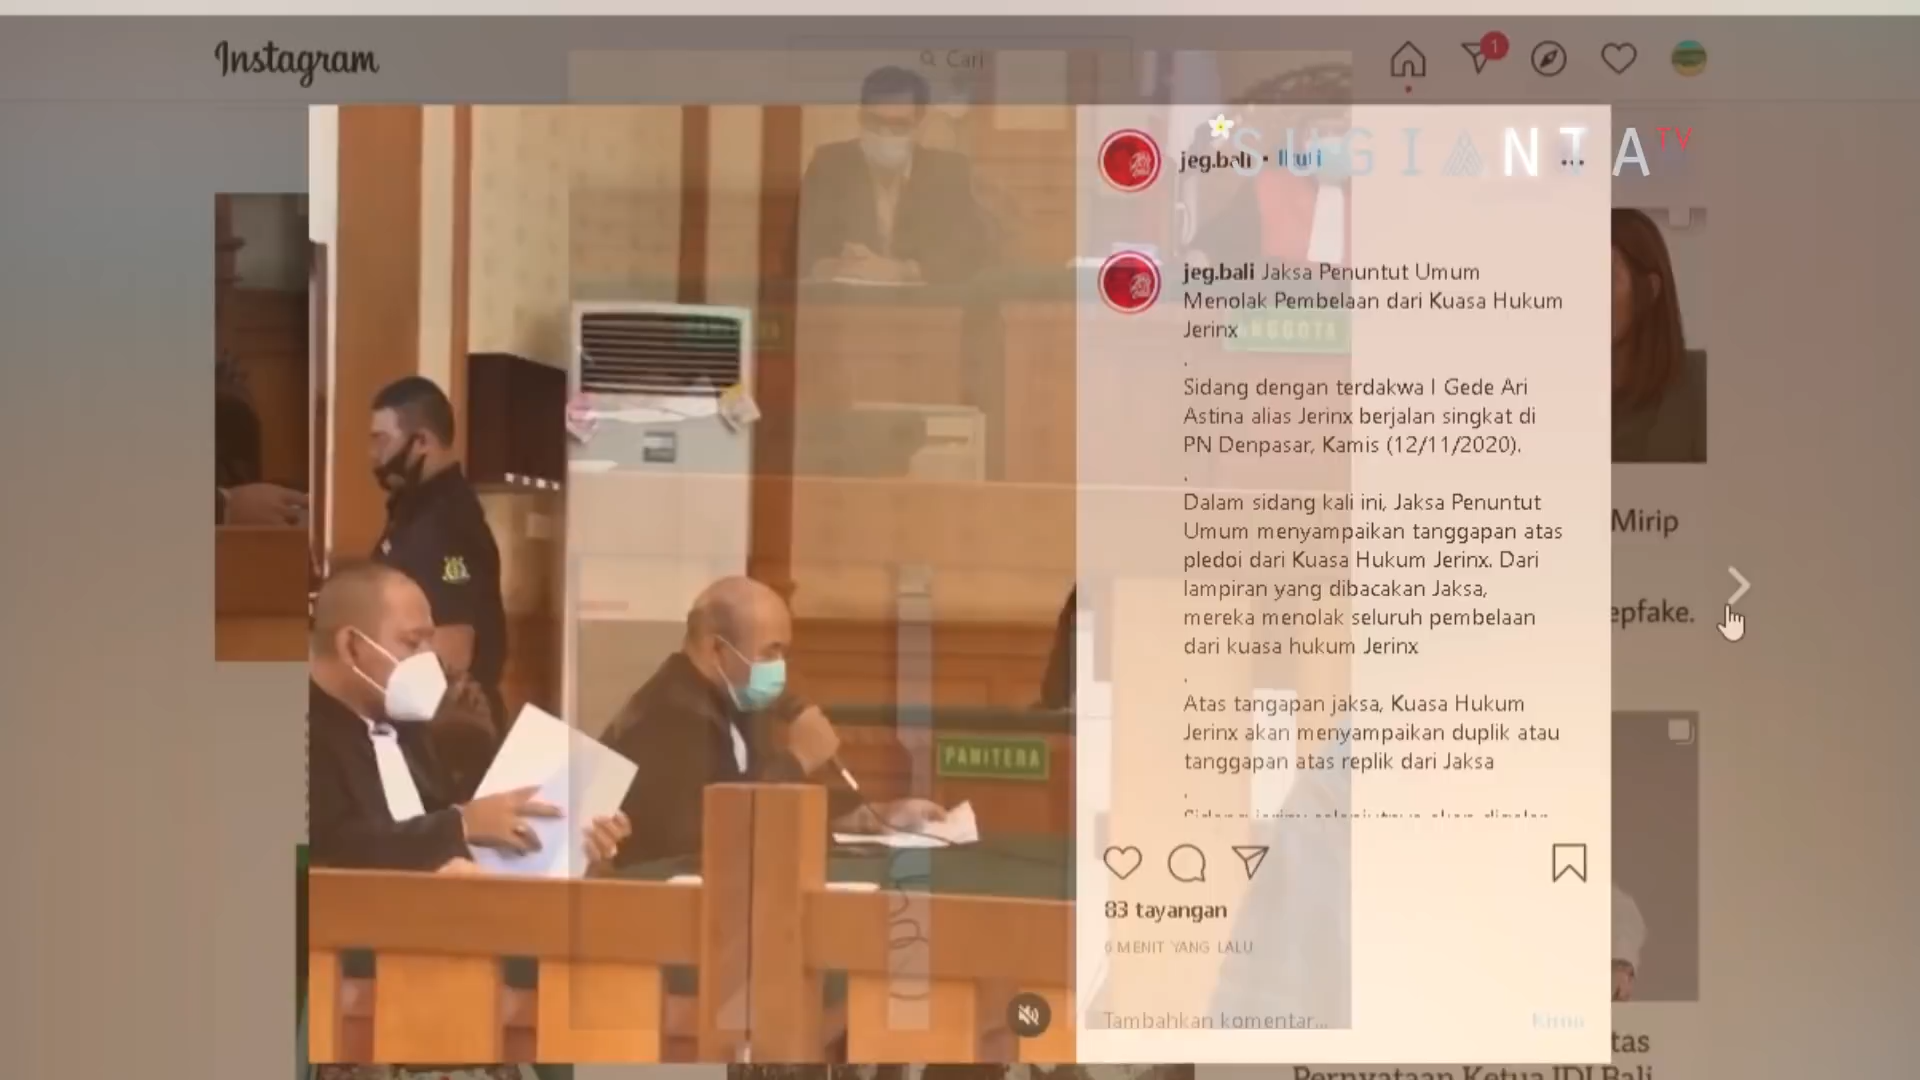 Instagram
Cari
1
SUGIANTA TV
jeg.bali • Ikuti
jeg.bali Jaksa Penuntut Umum
Menolak Pembelaan dari Kuasa Hukum
Jerinx
.
Sidang dengan terdakwa I Gede Ari
Astina alias Jerinx berjalan singkat di
PN Denpasar, Kamis (12/11/2020).
.
Dalam sidang kali ini, Jaksa Penuntut
Umum menyampaikan tanggapan atas
pledoi dari Kuasa Hukum Jerinx. Dari
lampiran yang dibacakan Jaksa,
mereka menolak seluruh pembelaan
dari kuasa hukum Jerinx
.
Atas tangapan jaksa, Kuasa Hukum
Jerinx akan menyampaikan duplik atau
tanggapan atas replik dari Jaksa
.
83 tayangan
6 MENIT YANG LALU
Tambahkan komentar...
Kirim
PANITERA
ANGGOTA
Mirip
epfake.
tas
Pernyataan Ketua IDI Bali